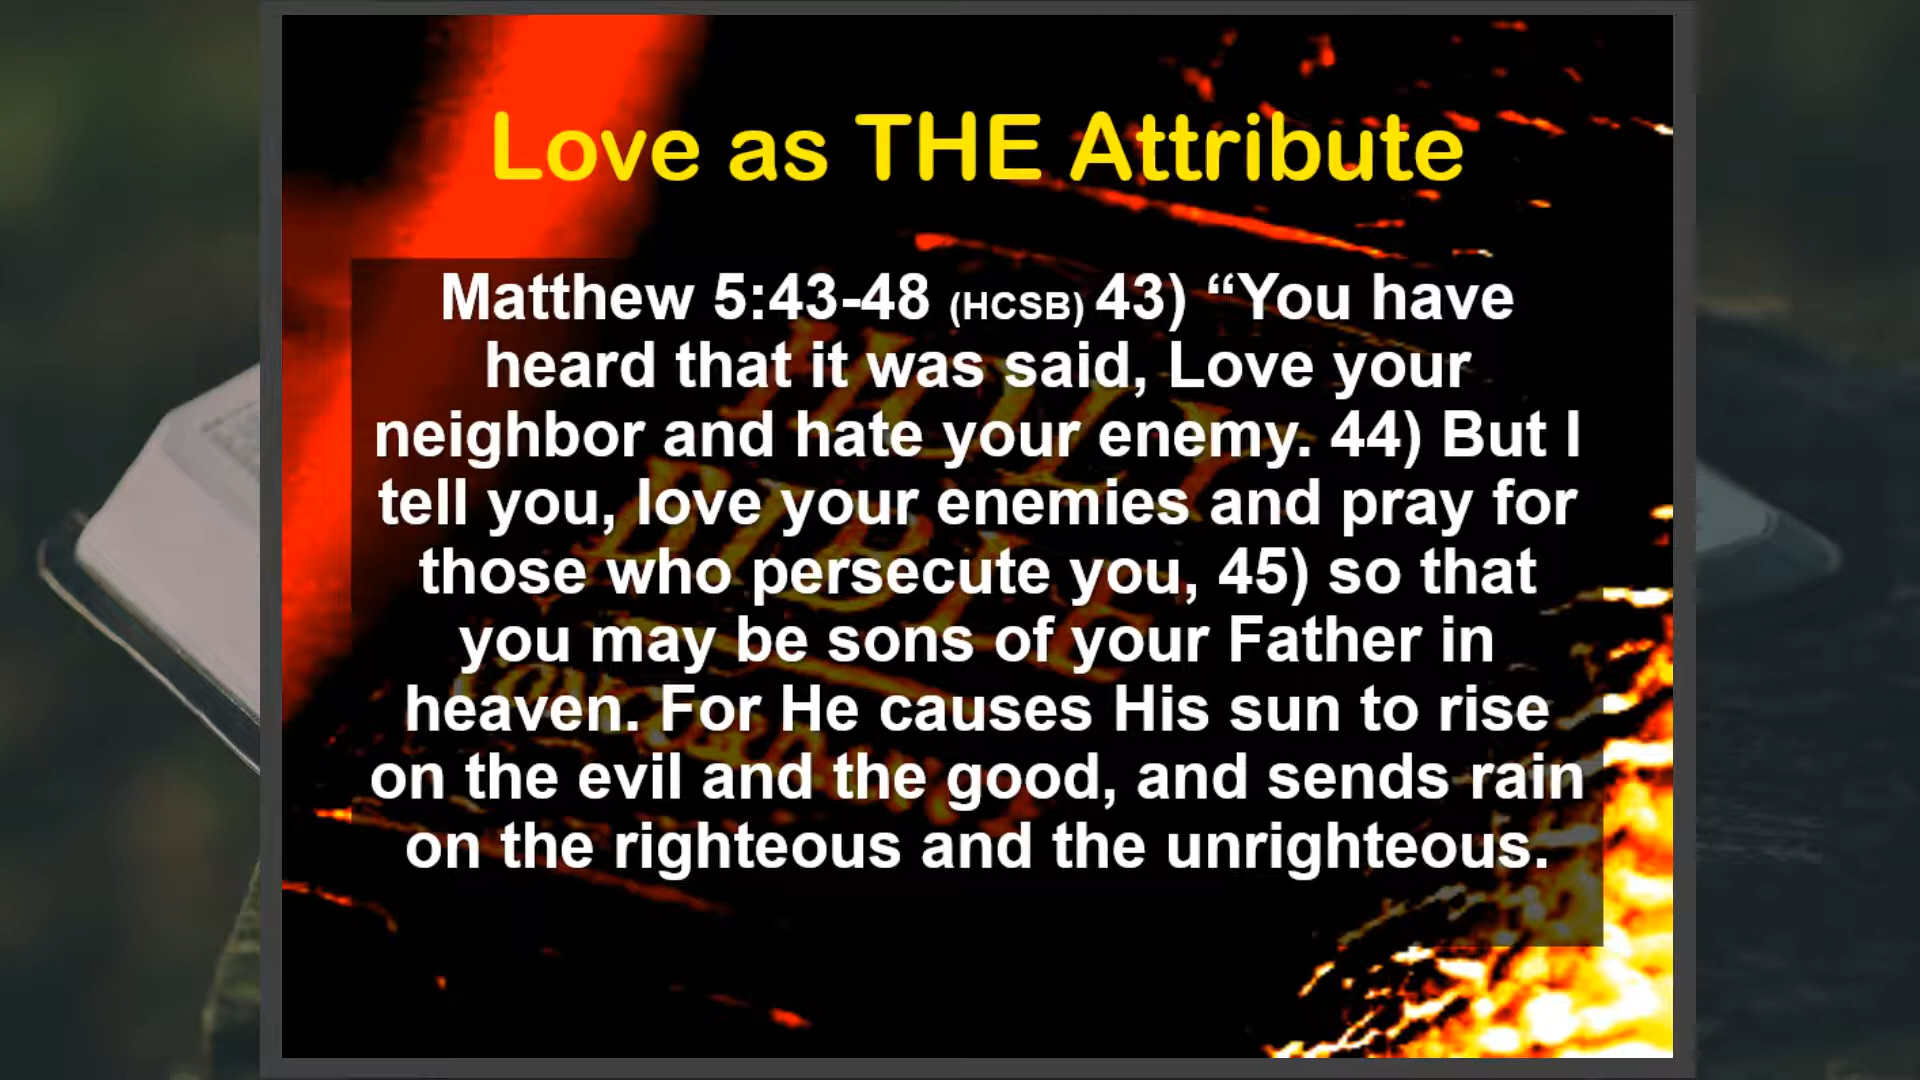 Love as THE Attribute
Matthew 5:43-48 (HCSB) 43) “You have
heard that it was said, Love your
neighbor and hate your enemy. 44) But I
tell you, love your enemies and pray for
those who persecute you, 45) so that
you may be sons of your Father in
heaven. For He causes His sun to rise
on the evil and the good, and sends rain
on the righteous and the unrighteous.
HOLY
BIBLE